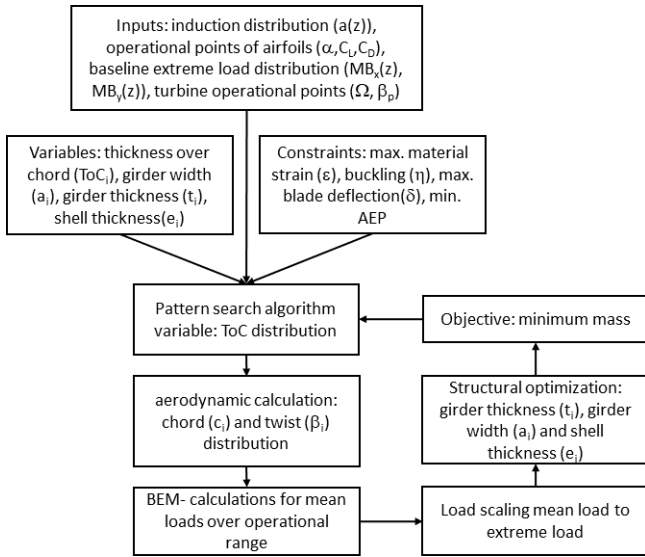 Inputs: induction distribution (a(z)),
operational points of airfoils (α,C_L,C_D),
baseline extreme load distribution (MB_x(z),
MB_y(z)), turbine operational points (Ω, β_p)
Variables: thickness over
chord (ToC_i), girder width
(a_i), girder thickness (t_i),
shell thickness(e_i)
Constraints: max. material
strain (ε), buckling (η), max.
blade deflection(δ), min.
AEP
Pattern search algorithm
variable: ToC distribution
Objective: minimum mass
aerodynamic calculation:
chord (c_i) and twist (β_i)
distribution
Structural optimization:
girder thickness (t_i), girder
width (a_i) and shell
thickness (e_i)
BEM- calculations for mean
loads over operational
range
Load scaling mean load to
extreme load